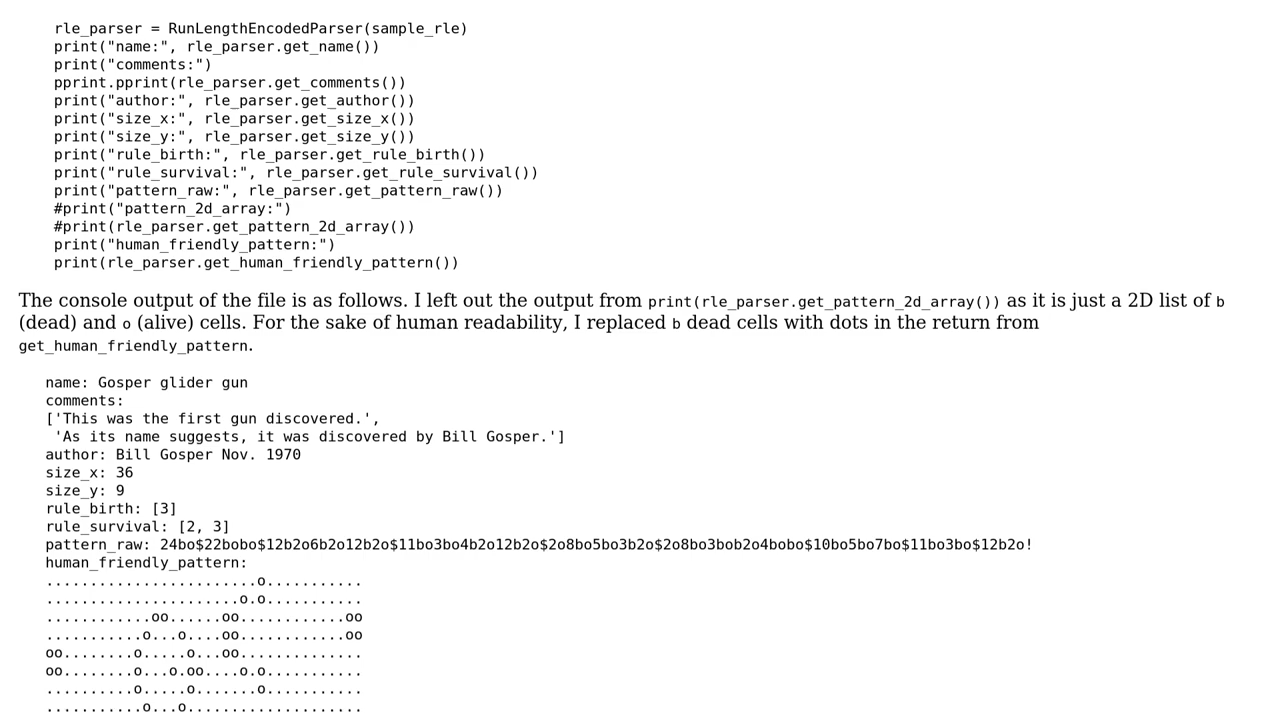 rle_parser = RunLengthEncodedParser(sample_rle)
print("name:", rle_parser.get_name())
print("comments:")
pprint.pprint(rle_parser.get_comments())
print("author:", rle_parser.get_author())
print("size_x:", rle_parser.get_size_x())
print("size_y:", rle_parser.get_size_y())
print("rule_birth:", rle_parser.get_rule_birth())
print("rule_survival:", rle_parser.get_rule_survival())
print("pattern_raw:", rle_parser.get_pattern_raw())
#print("pattern_2d_array:")
#print(rle_parser.get_pattern_2d_array())
print("human_friendly_pattern:")
print(rle_parser.get_human_friendly_pattern())
The console output of the file is as follows. I left out the output from print(rle_parser.get_pattern_2d_array()) as it is just a 2D list of b
(dead) and o (alive) cells. For the sake of human readability, I replaced b dead cells with dots in the return from
get_human_friendly_pattern.
name: Gosper glider gun
comments:
['This was the first gun discovered.',
 'As its name suggests, it was discovered by Bill Gosper.']
author: Bill Gosper Nov. 1970
size_x: 36
size_y: 9
rule_birth: [3]
rule_survival: [2, 3]
pattern_raw: 24bo$22bobo$12b2o6b2o12b2o$11bo3bo4b2o12b2o$2o8bo5bo3b2o$2o8bo3bob2o4bobo$10bo5bo7bo$11bo3bo$12b2o!
human_friendly_pattern:
........................o...........
......................o.o...........
............oo......oo............oo
...........o...o....oo............oo
oo........o.....o...oo..............
oo........o...o.oo....o.o...........
..........o.....o.......o...........
...........o...o....................